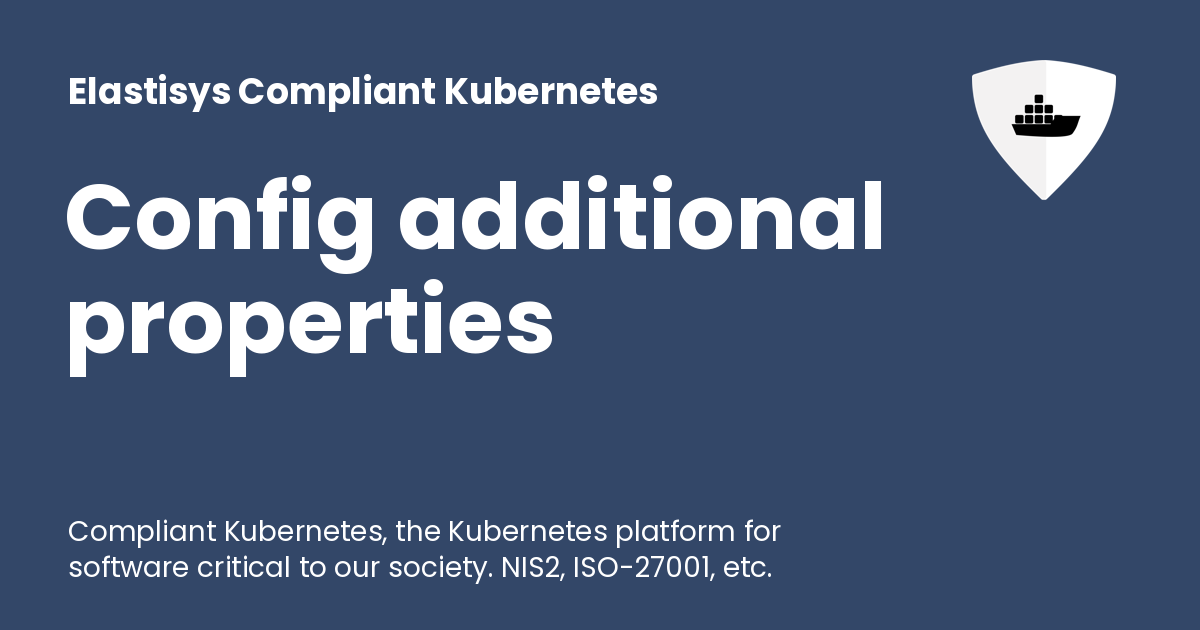 Elastisys Compliant Kubernetes
Config additional
properties
Compliant Kubernetes, the Kubernetes platform for
software critical to our society. NIS2, ISO-27001, etc.